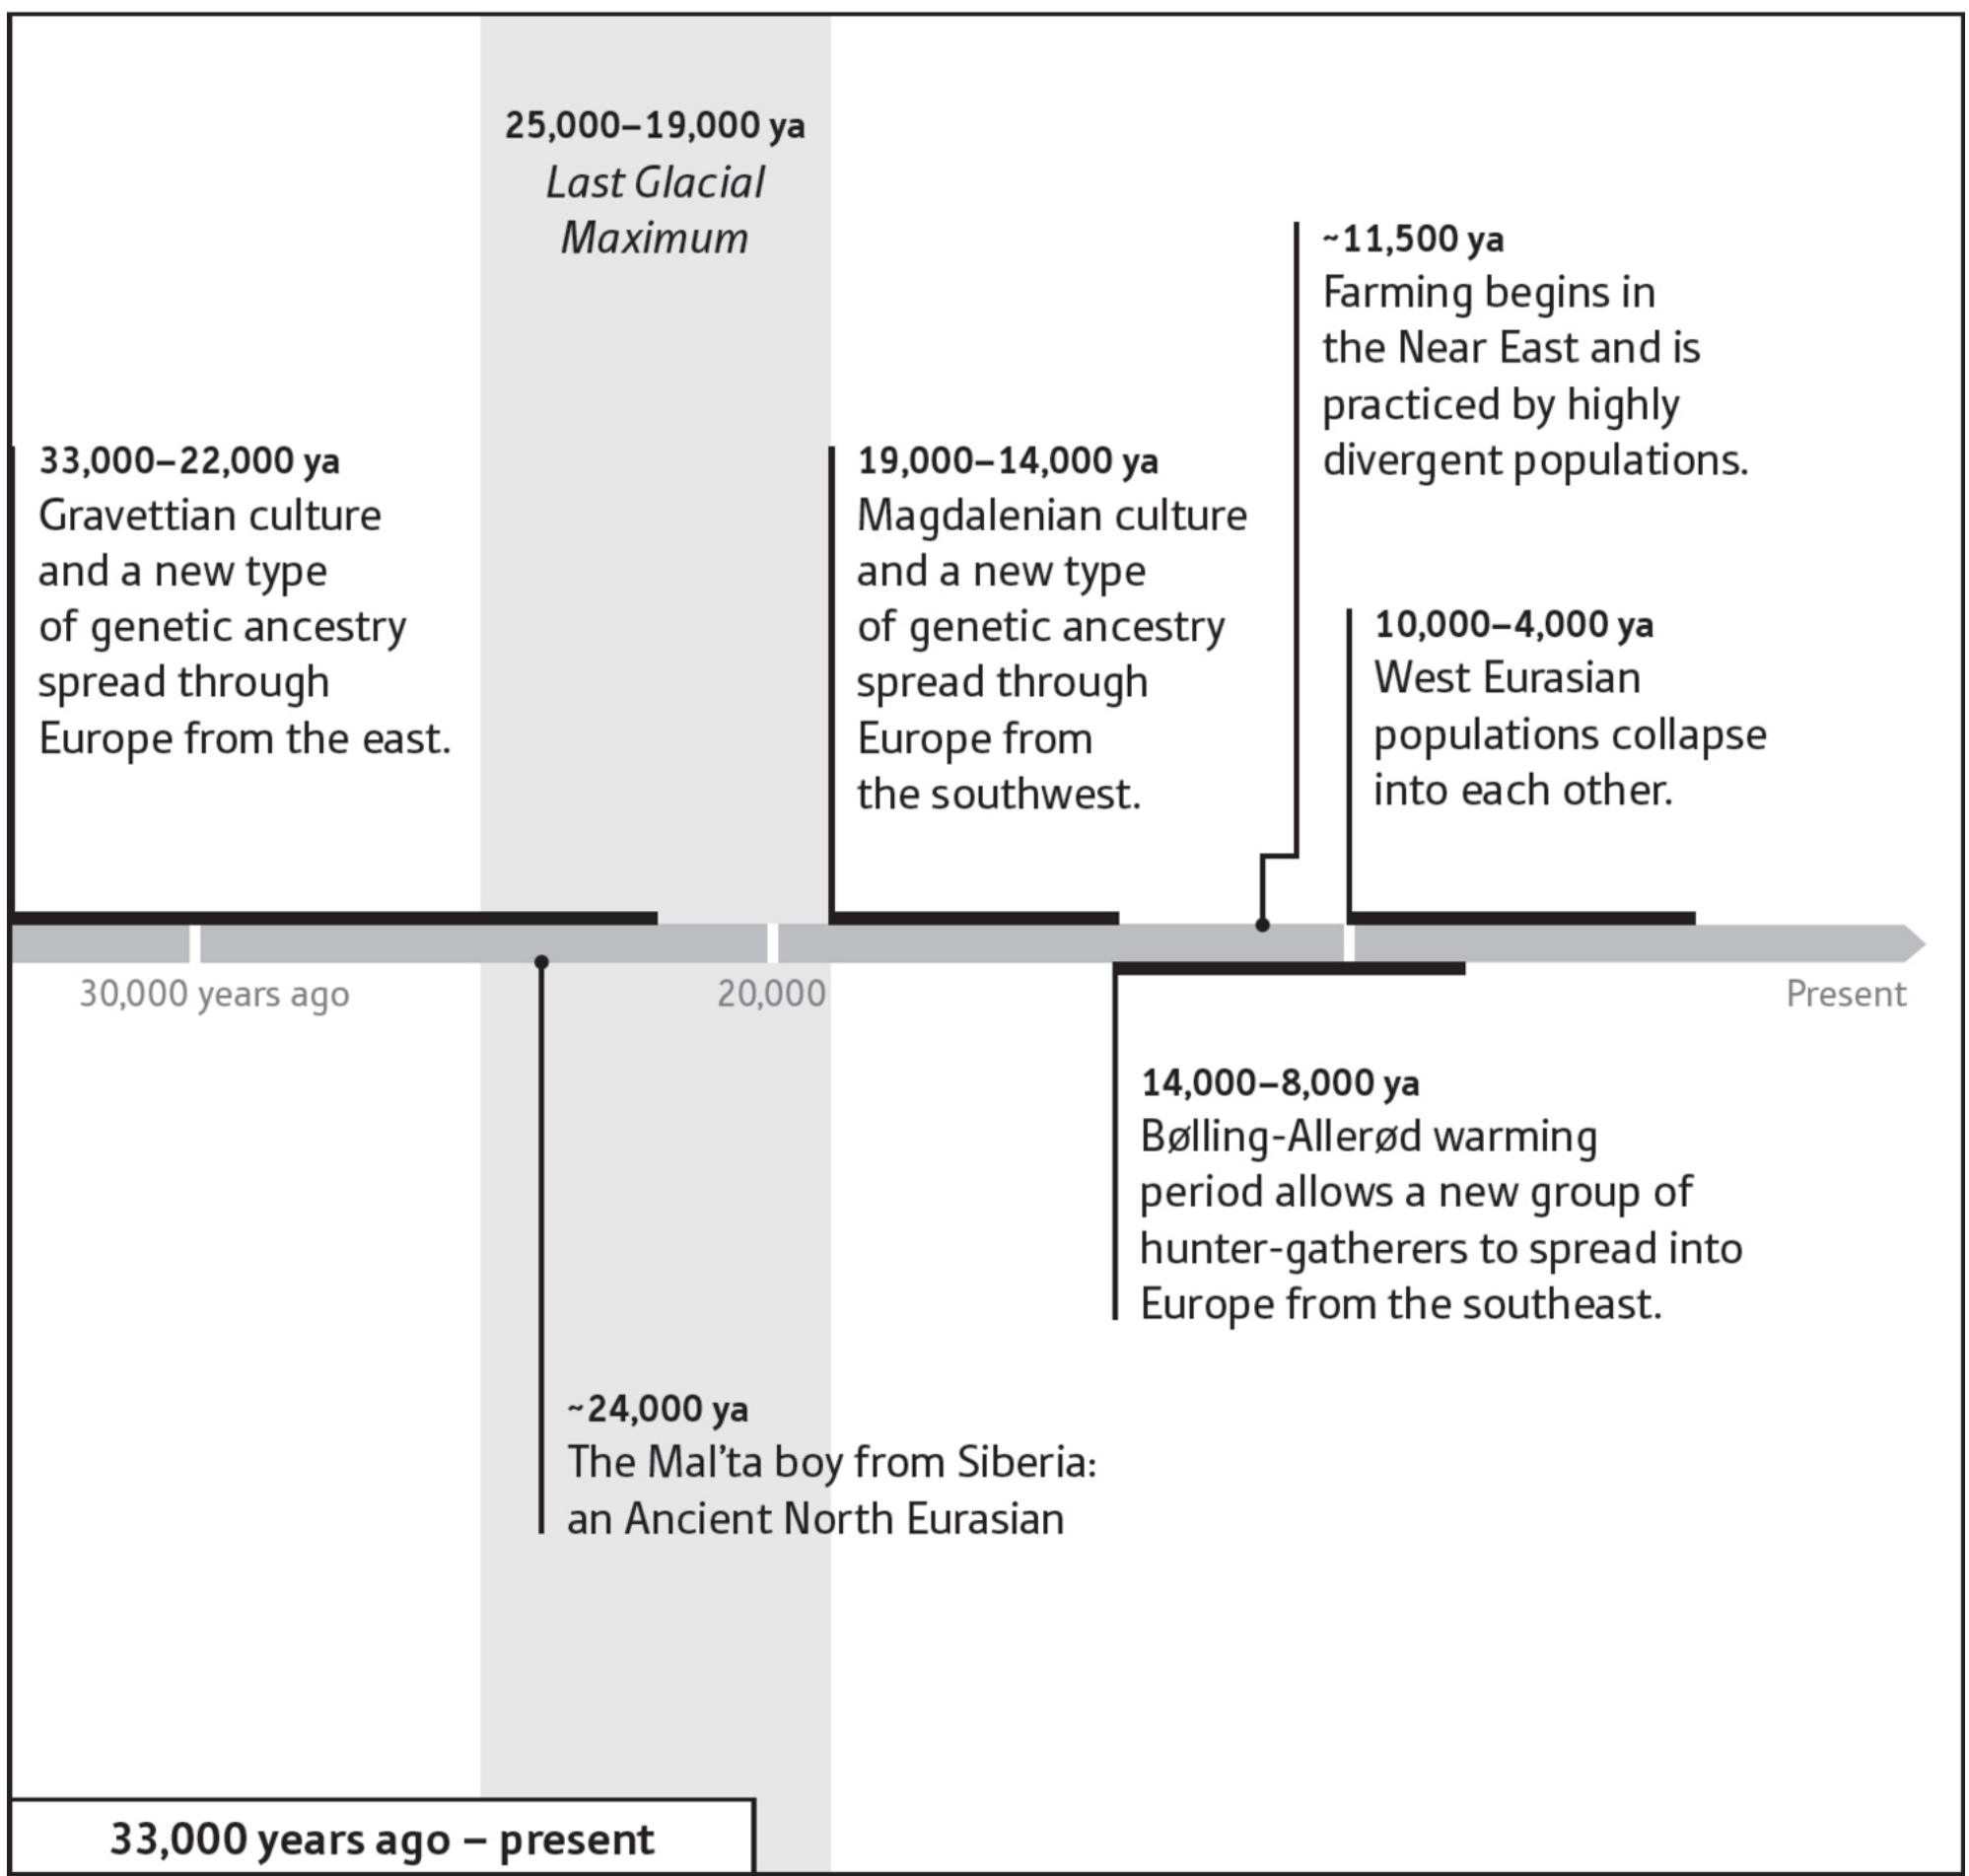 25,000–19,000 ya
Last Glacial
Maximum
33,000–22,000 ya
Gravettian culture
and a new type
of genetic ancestry
spread through
Europe from the east.
19,000–14,000 ya
Magdalenian culture
and a new type
of genetic ancestry
spread through
Europe from
the southwest.
~11,500 ya
Farming begins in
the Near East and is
practiced by highly
divergent populations.
10,000–4,000 ya
West Eurasian
populations collapse
into each other.
30,000 years ago
20,000
Present
14,000–8,000 ya
Bølling-Allerød warming
period allows a new group of
hunter-gatherers to spread into
Europe from the southeast.
~24,000 ya
The Mal’ta boy from Siberia:
an Ancient North Eurasian
33,000 years ago – present